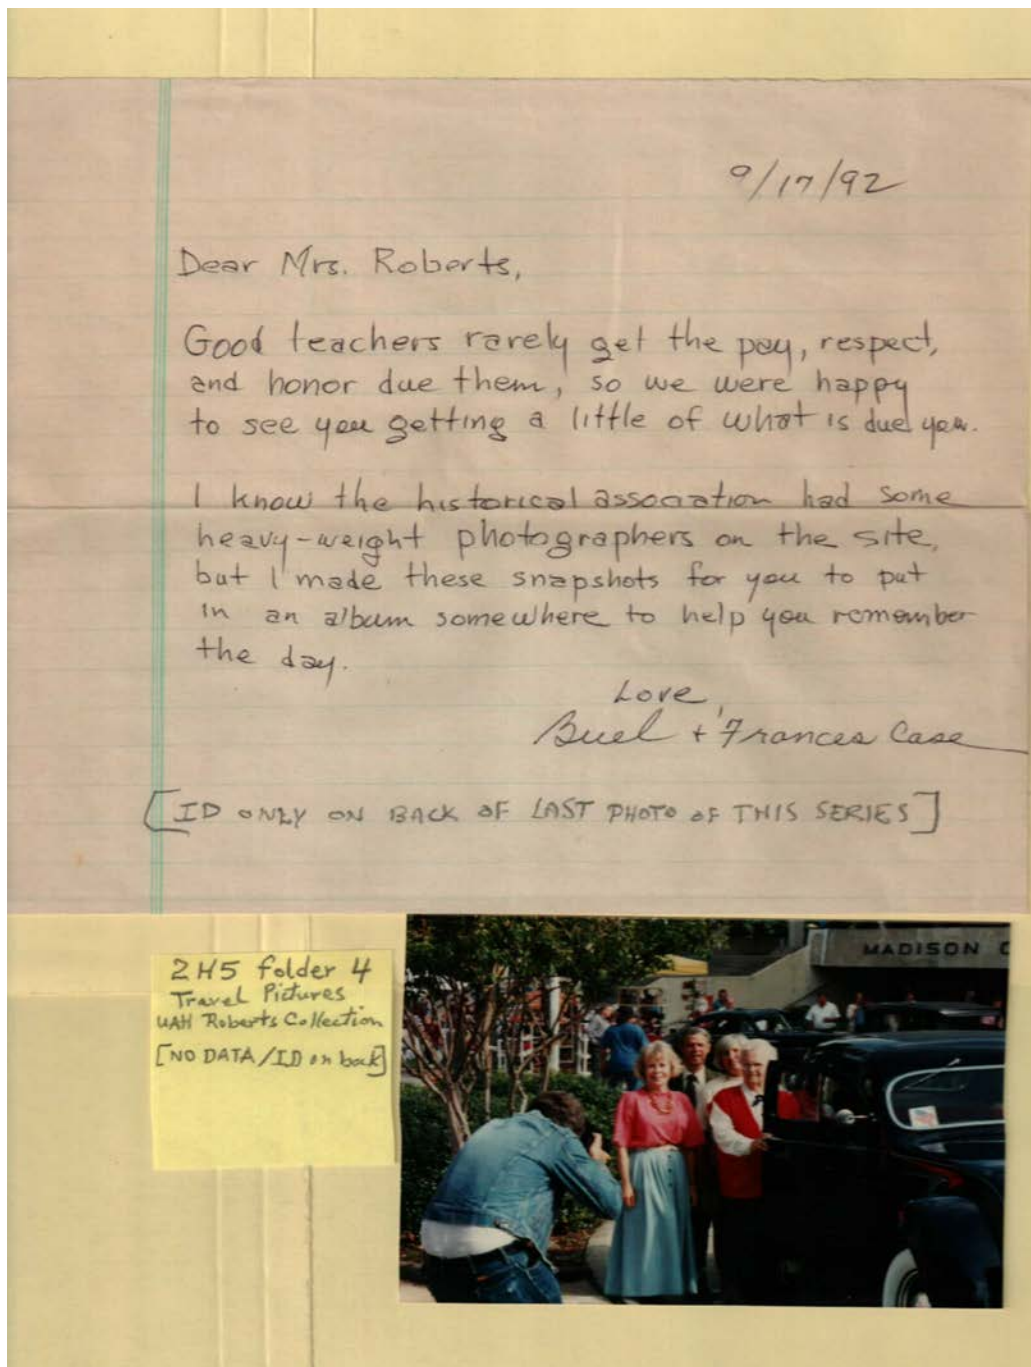 9/17/92
Dear Mrs. Roberts,
Good teachers rarely get the pay, respect,
and honor due them, so we were happy
to see you getting a little of what is due you.
I know the historical association had some
heavy-weight photographers on the site,
but I made these snapshots for you to put
in an album somewhere to help you remember
the day.
Love,
Buel + Frances Case
[ID ONLY ON BACK OF LAST PHOTO OF THIS SERIES]
2H5 folder 4
Travel Pictures
UAH Roberts Collection
[NO DATA/ID on back]
MADISON C